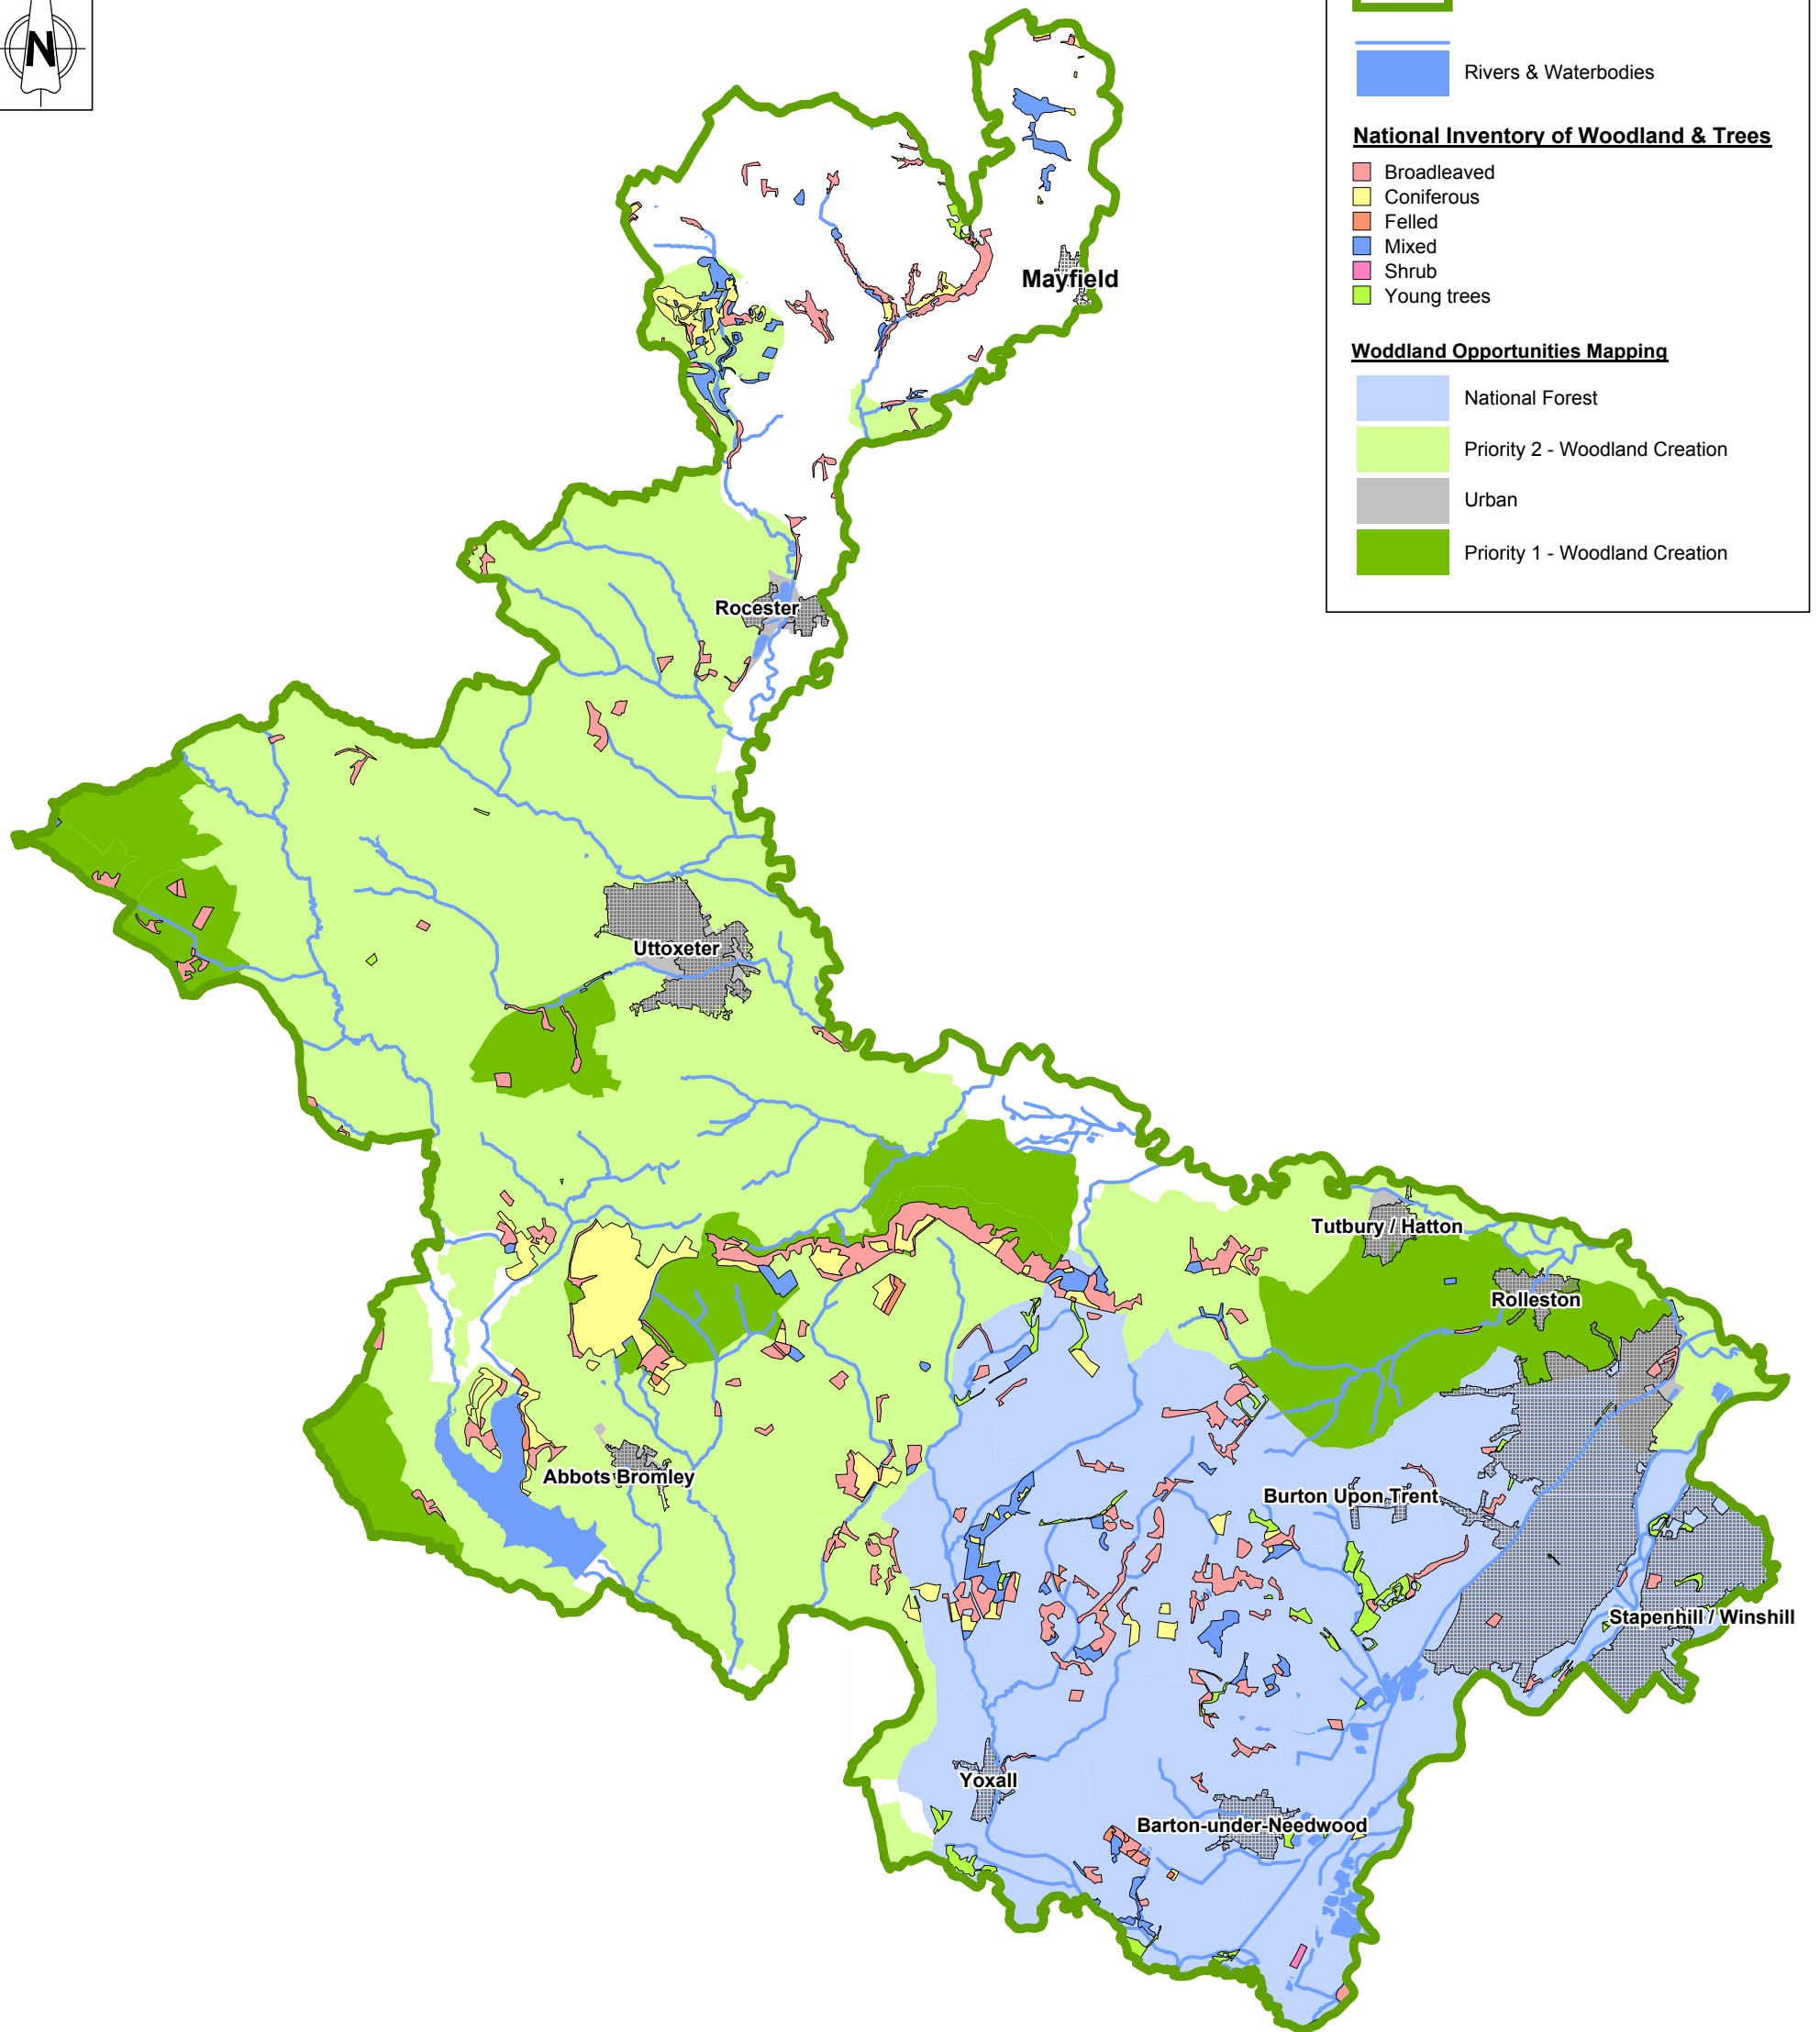 N
Rivers & Waterbodies
National Inventory of Woodland & Trees
Broadleaved
Coniferous
Felled
Mixed
Shrub
Young trees
Woddland Opportunities Mapping
National Forest
Priority 2 - Woodland Creation
Urban
Priority 1 - Woodland Creation
Mayfield
Rocester
Uttoxeter
Tutbury / Hatton
Rolleston
Abbots Bromley
Burton Upon Trent
Stapenhill / Winshill
Yoxall
Barton-under-Needwood